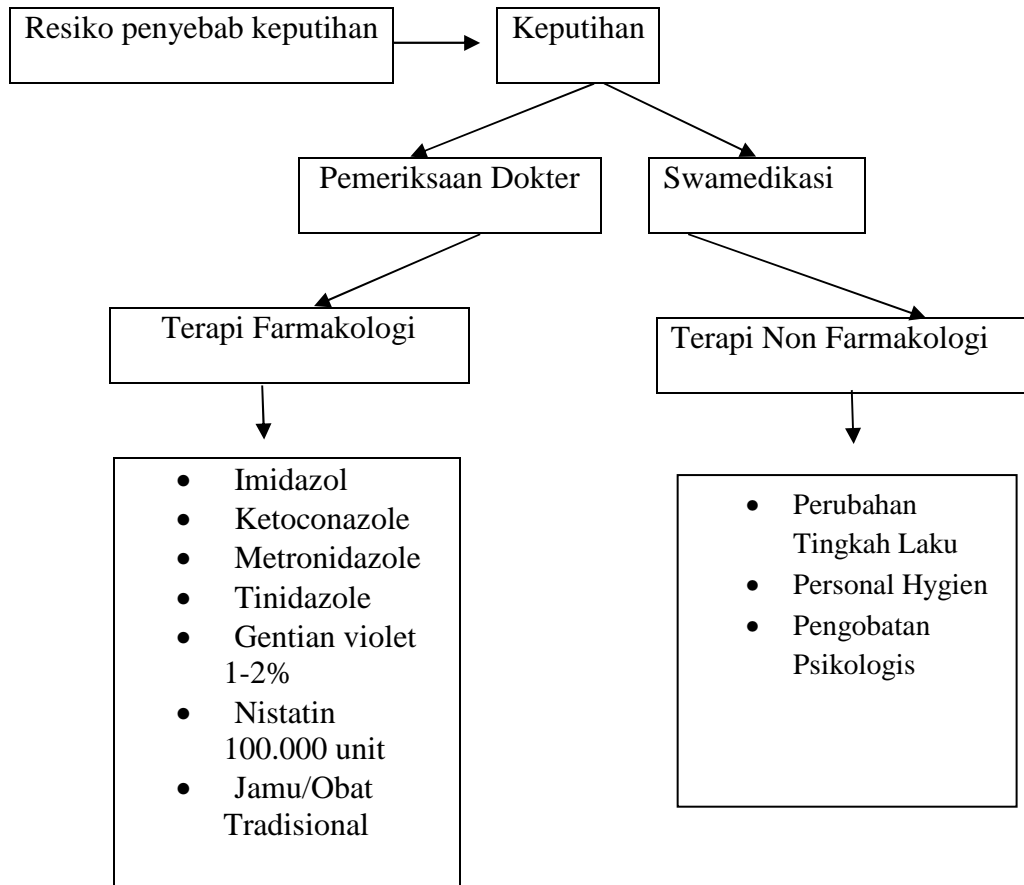 Resiko penyebab keputihan
Keputihan
Pemeriksaan Dokter
Swamedikasi
Terapi Farmakologi
Terapi Non Farmakologi
• Imidazol
• Ketoconazole
• Metronidazole
• Tinidazole
• Gentian violet
1-2%
• Nistatin
100.000 unit
• Jamu/Obat
Tradisional
• Perubahan
Tingkah Laku
• Personal Hygien
• Pengobatan
Psikologis